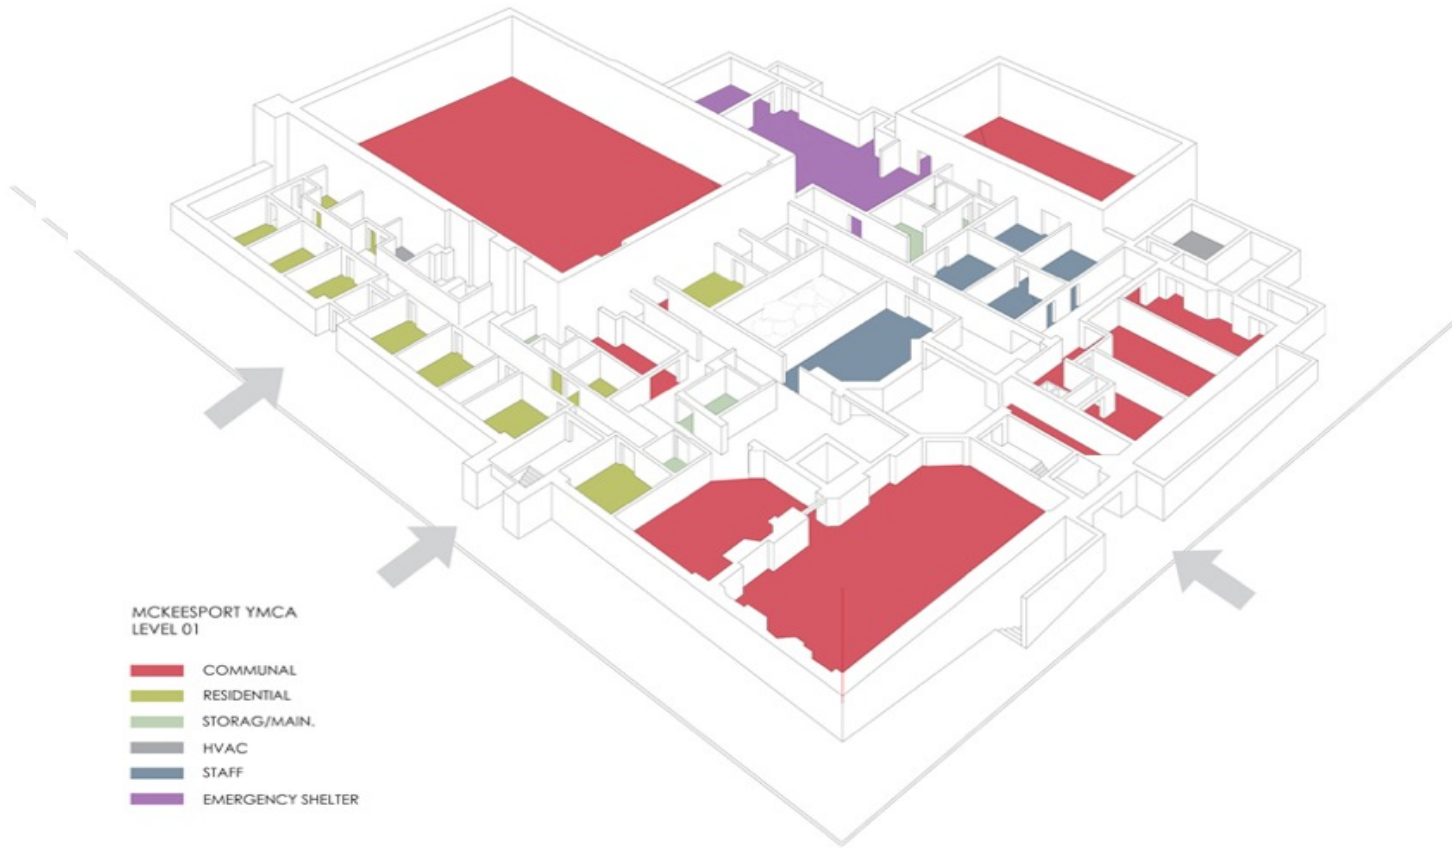 MCKEESPORT YMCA
LEVEL 01
COMMUNAL
RESIDENTIAL
STORAG/MAIN.
HVAC
STAFF
EMERGENCY SHELTER